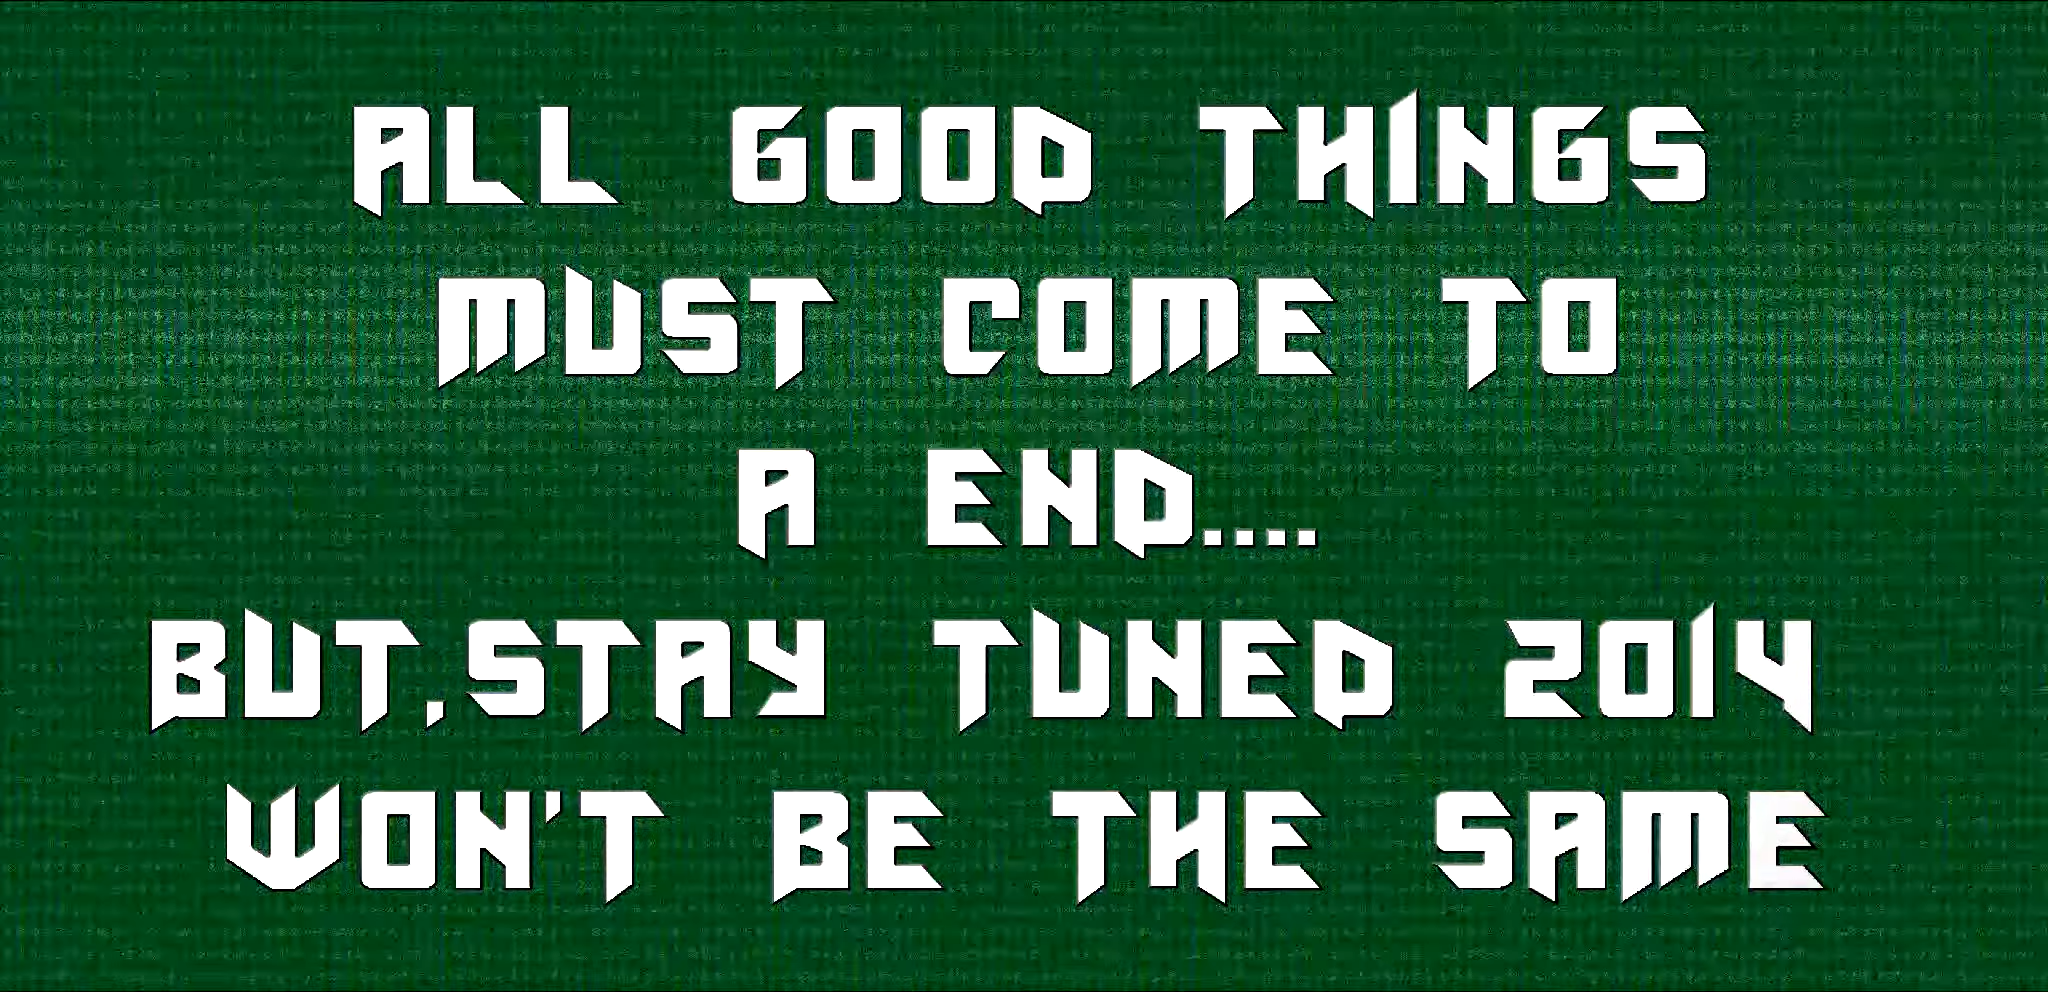 ALL GOOD THINGS
MUST COME TO
A END....
BUT,STAY TUNED 2014
WON'T BE THE SAME